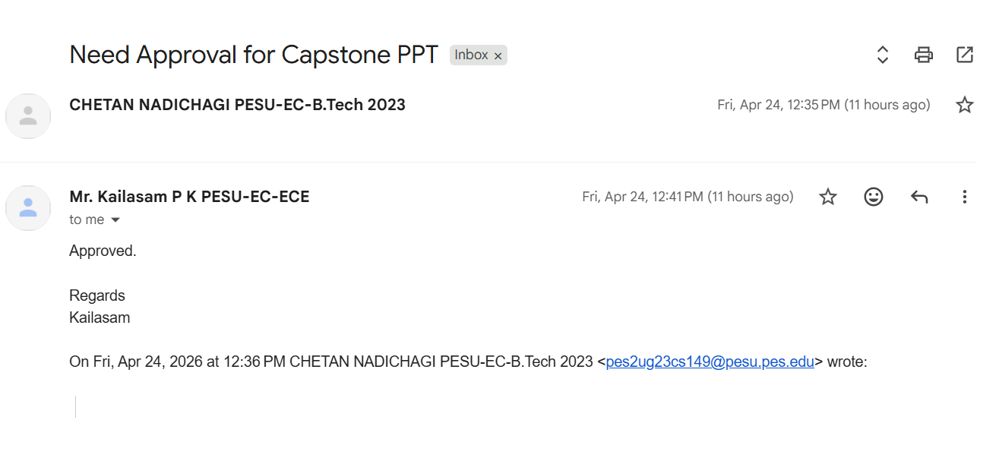 Need Approval for Capstone PPT Inbox ×
CHETAN NADICHAGI PESU-EC-B.Tech 2023 Fri, Apr 24, 12:35 PM (11 hours ago)
Mr. Kailasam P K PESU-EC-ECE Fri, Apr 24, 12:41 PM (11 hours ago)
to me
Approved.
Regards
Kailasam
On Fri, Apr 24, 2026 at 12:36 PM CHETAN NADICHAGI PESU-EC-B.Tech 2023 <pes2ug23cs149@pesu.pes.edu> wrote: